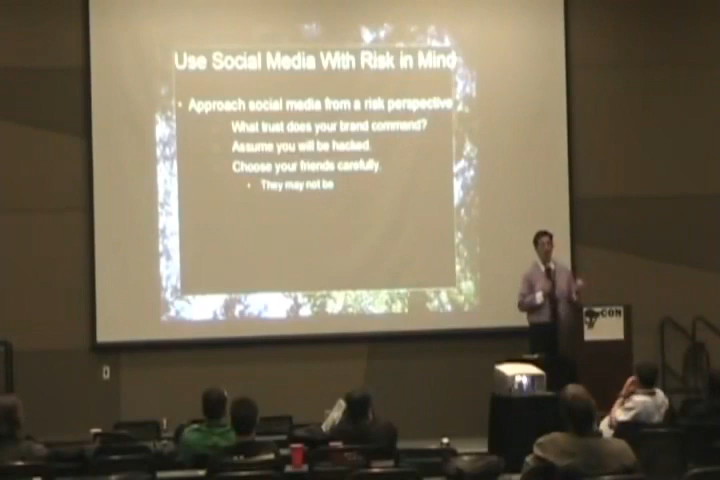 Use Social Media With Risk in Mind
• Approach social media from a risk perspective
What trust does your brand command?
Assume you will be hacked.
Choose your friends carefully.
• They may not be
CON